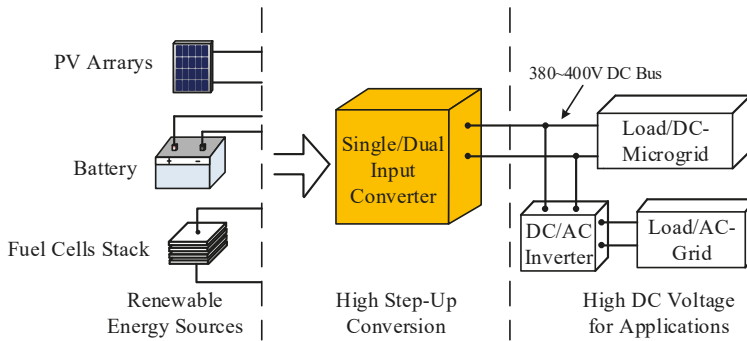 PV Arrarys
Battery
+ -
Fuel Cells Stack
Renewable
Energy Sources
Single/Dual
Input
Converter
High Step-Up
Conversion
380~400V DC Bus
Load/DC-
Microgrid
DC/AC
Inverter
Load/AC-
Grid
High DC Voltage
for Applications